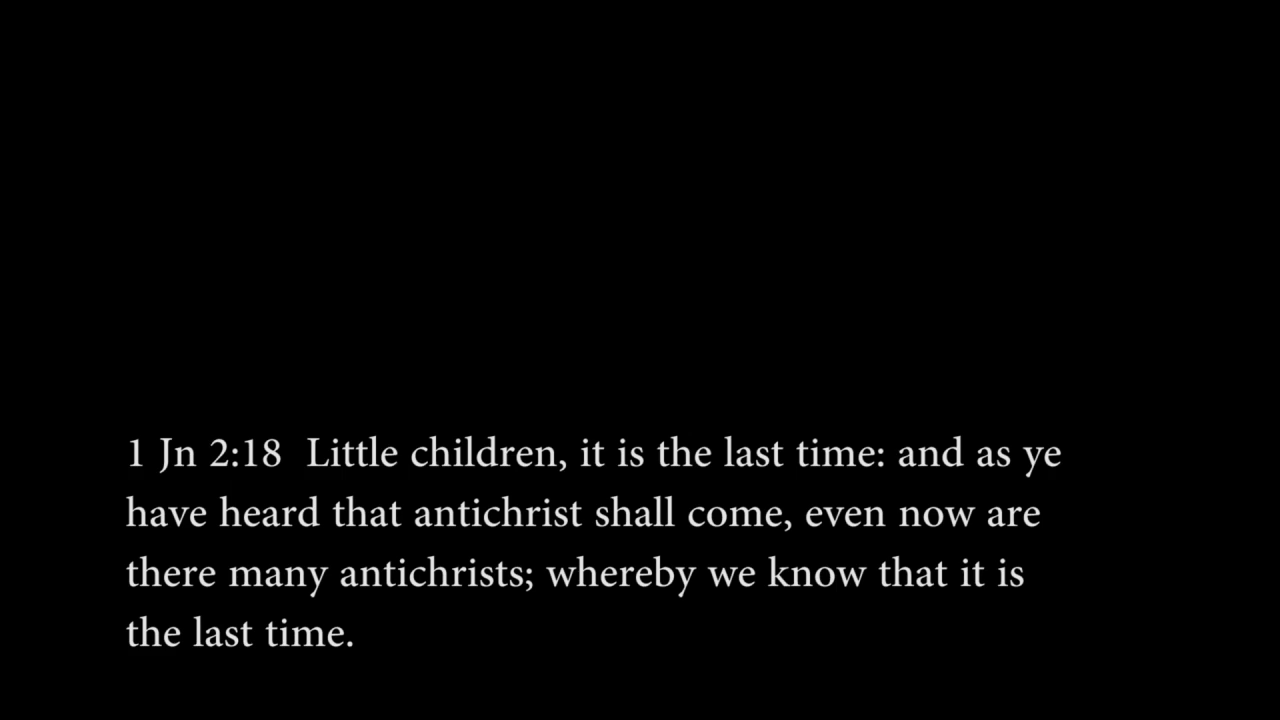 1 Jn 2:18  Little children, it is the last time: and as ye
have heard that antichrist shall come, even now are
there many antichrists; whereby we know that it is
the last time.